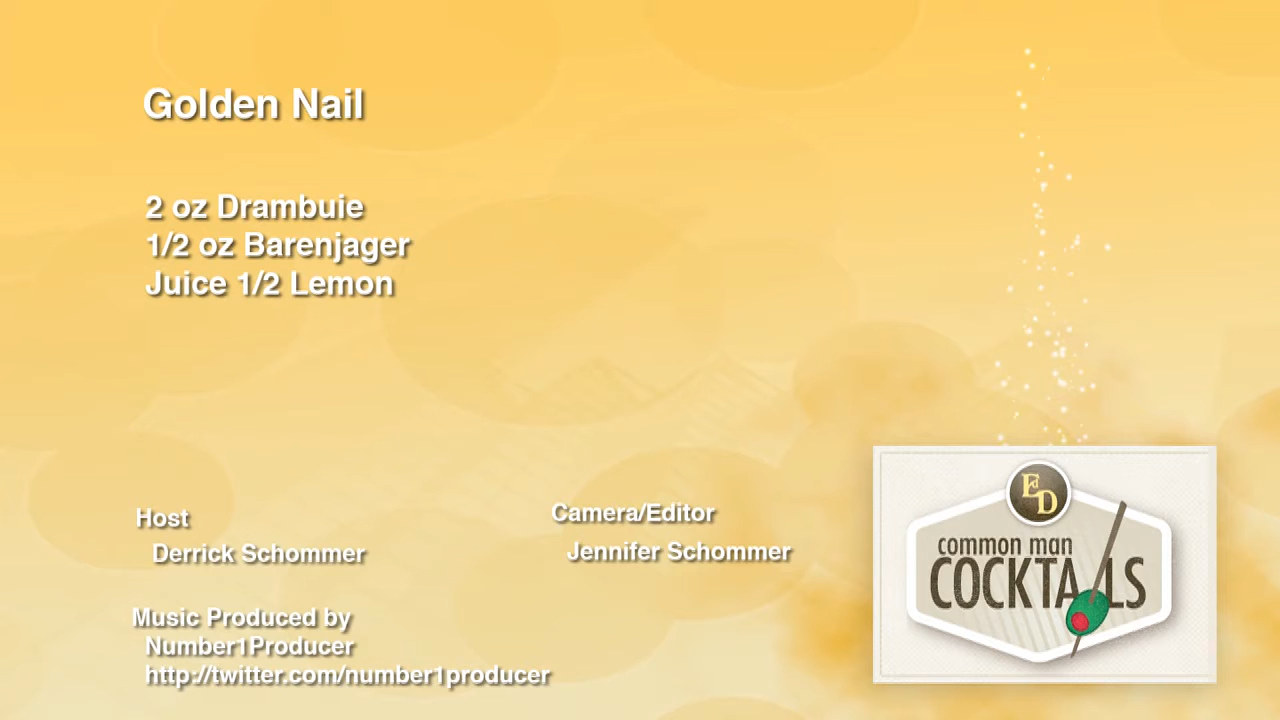 Golden Nail
2 oz Drambuie
1/2 oz Barenjager
Juice 1/2 Lemon
Host
Derrick Schommer
Camera/Editor
Jennifer Schommer
Music Produced by
Number1Producer
http://twitter.com/number1producer
ED
common man
COCKTAILS